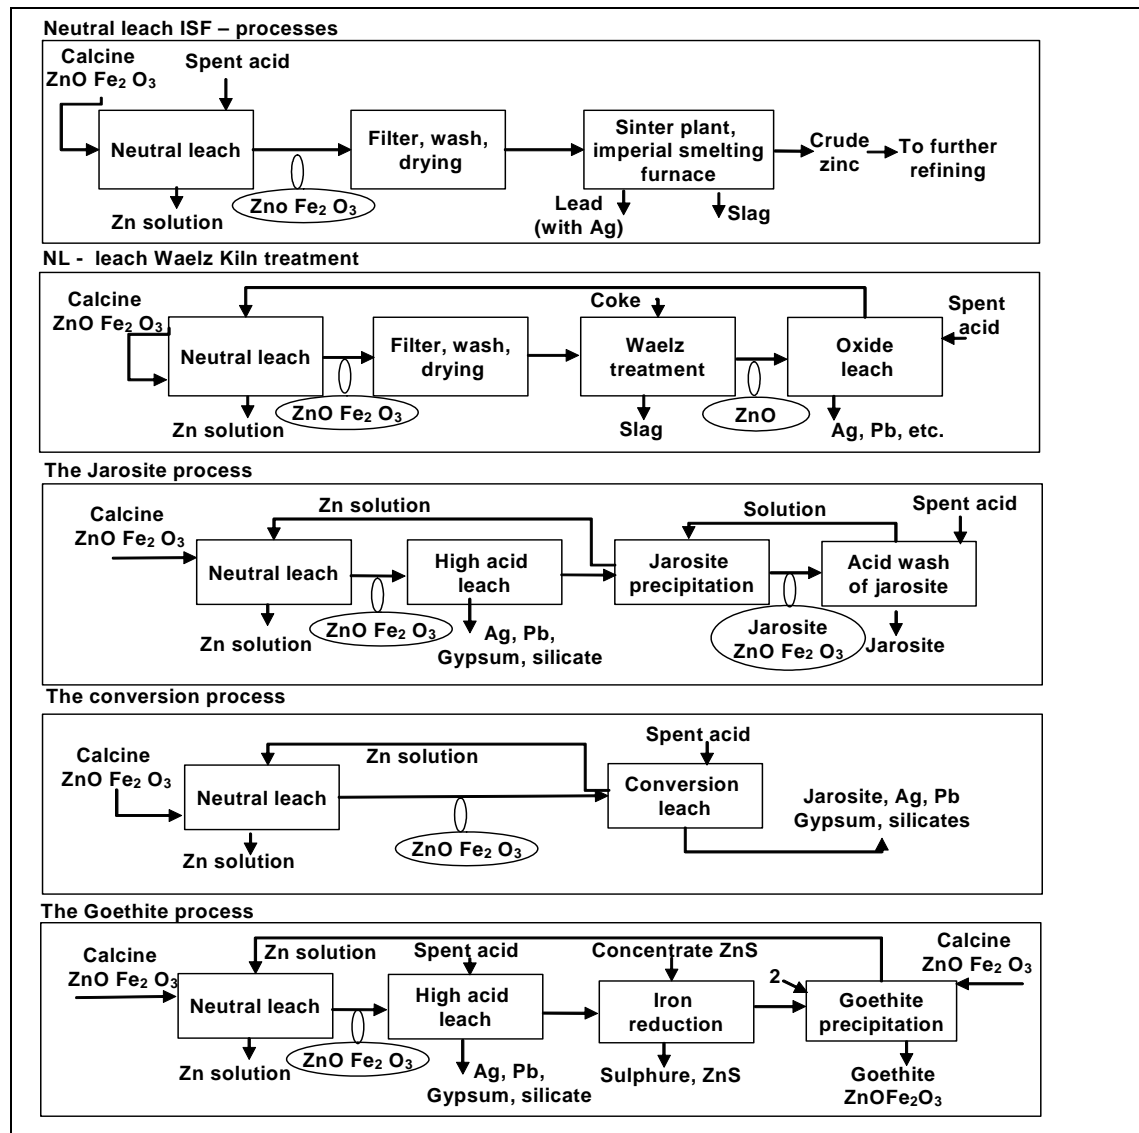 Neutral leach ISF – processes
Calcine
ZnO Fe2 O3
Spent acid
Neutral leach
Filter, wash,
drying
Sinter plant,
imperial smelting
furnace
Crude
zinc
To further
refining
Zno Fe2 O3
Zn solution
Lead
(with Ag)
Slag
NL - leach Waelz Kiln treatment
Calcine
ZnO Fe2 O3
Coke
Spent
acid
Neutral leach
Filter, wash,
drying
Waelz
treatment
Oxide
leach
ZnO Fe2 O3
ZnO
Zn solution
Slag
Ag, Pb, etc.
The Jarosite process
Zn solution
Solution
Spent acid
Calcine
ZnO Fe2 O3
Neutral leach
High acid
leach
Jarosite
precipitation
Acid wash
of jarosite
ZnO Fe2 O3
Jarosite
ZnO Fe2 O3
Zn solution
Ag, Pb,
Gypsum, silicate
Jarosite
The conversion process
Zn solution
Spent acid
Calcine
ZnO Fe2 O3
Neutral leach
Conversion
leach
Jarosite, Ag, Pb
Gypsum, silicates
ZnO Fe2 O3
Zn solution
The Goethite process
Calcine
ZnO Fe2 O3
Zn solution
Spent acid
Concentrate ZnS
Calcine
ZnO Fe2 O3
2
Neutral leach
High acid
leach
Iron
reduction
Goethite
precipitation
ZnO Fe2 O3
Zn solution
Ag, Pb,
Gypsum, silicate
Sulphure, ZnS
Goethite
ZnOFe2O3